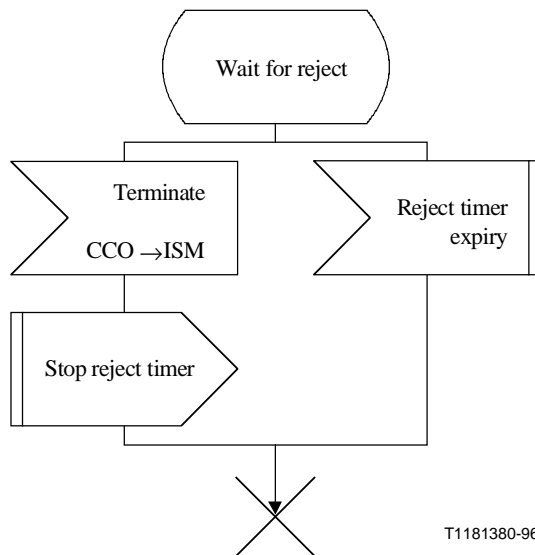 Wait for reject
Terminate
CCO →ISM
Reject timer
expiry
Stop reject timer
T1181380-96